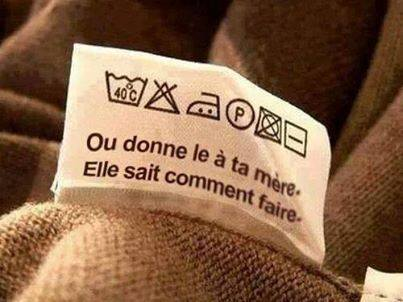 40°C P
Ou donne le à ta mère.
Elle sait comment faire.